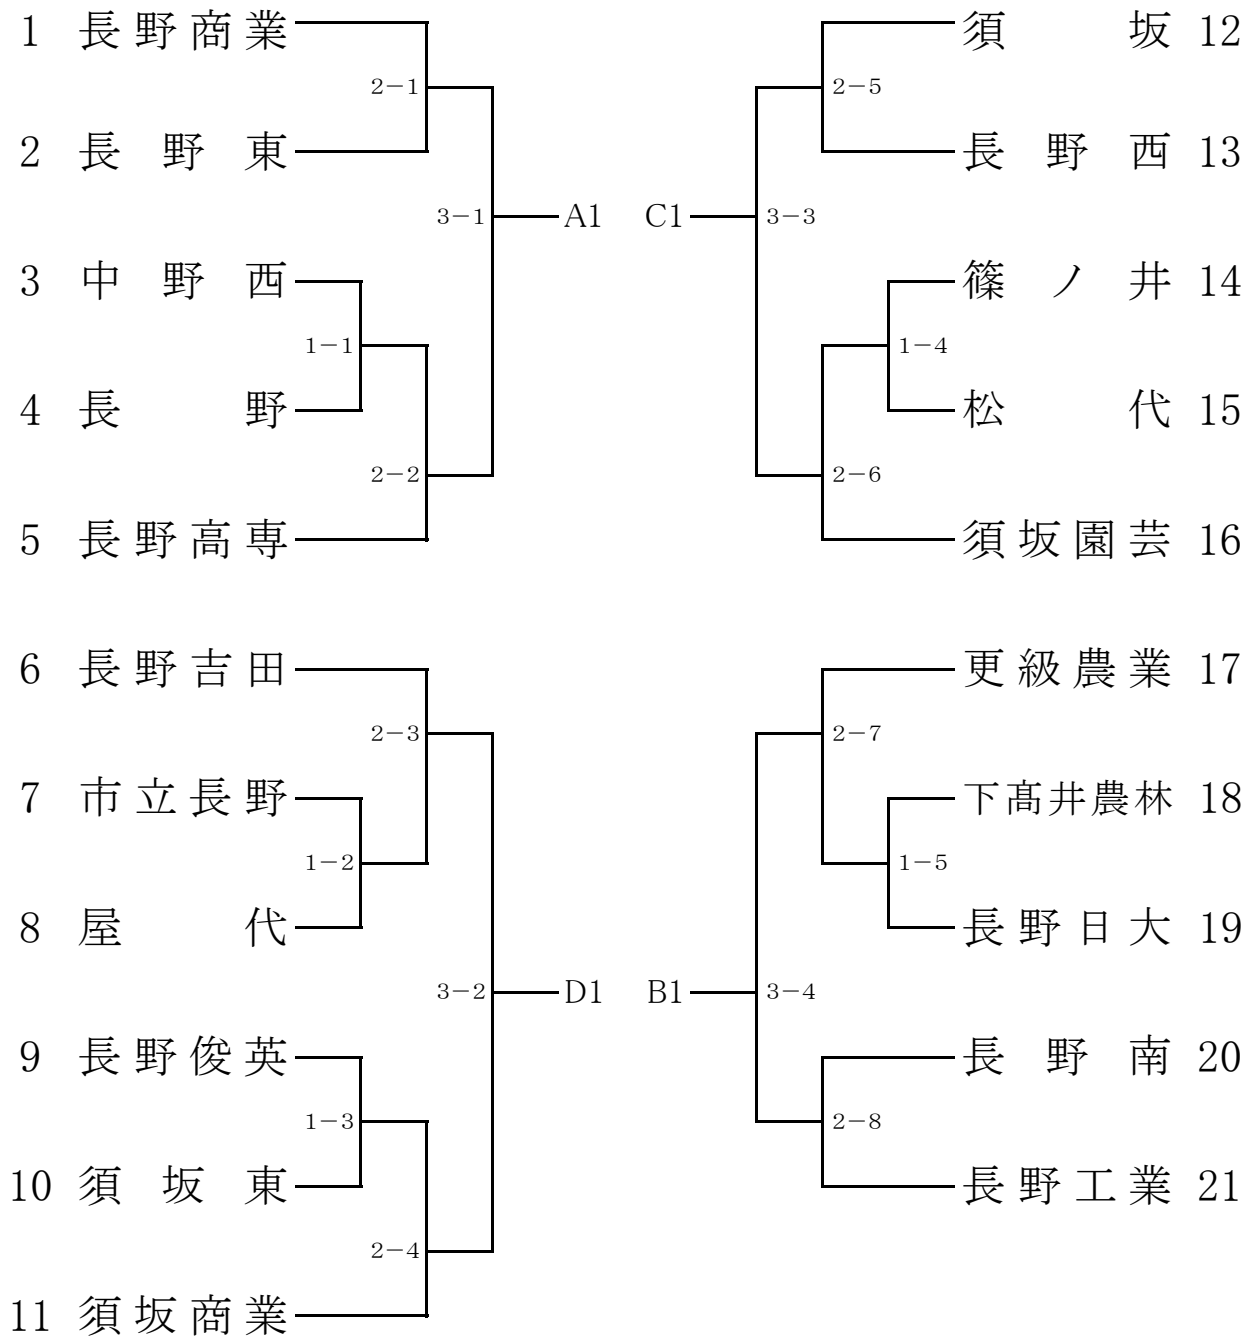 1 長野商業
2-1
2 長野東
3-1
A1
3 中野西
1-1
4 長野
2-2
5 長野高専
6 長野吉田
2-3
7 市立長野
1-2
8 屋代
3-2
D1
9 長野俊英
1-3
10 須坂東
2-4
11 須坂商業
須坂 12
2-5
長野西 13
C1
3-3
篠ノ井 14
1-4
松代 15
2-6
須坂園芸 16
更級農業 17
2-7
下髙井農林 18
1-5
長野日大 19
B1
3-4
長野南 20
2-8
長野工業 21